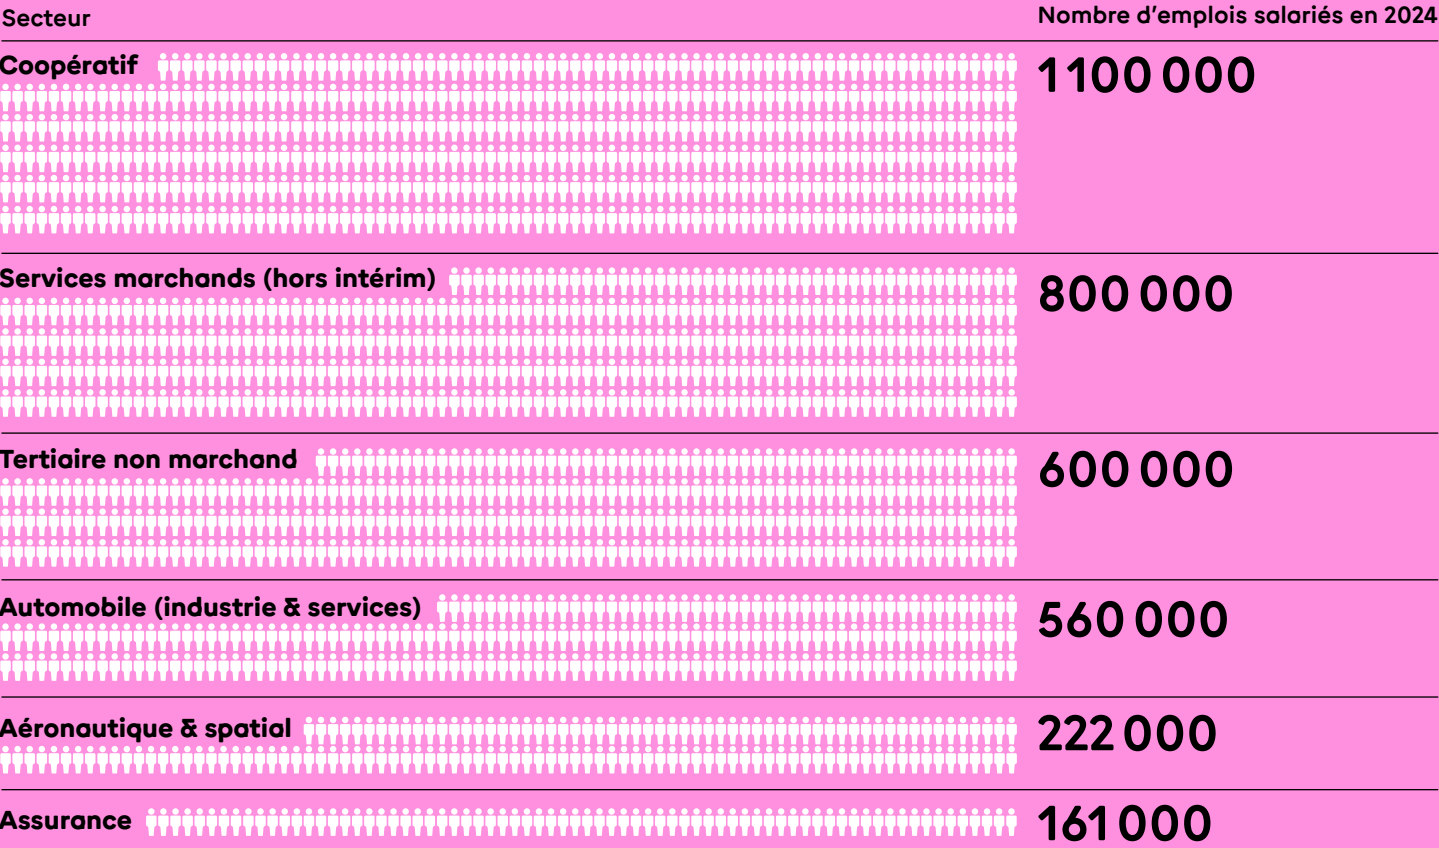 Secteur
Nombre d’emplois salariés en 2024
Coopératif
1 100 000
Services marchands (hors intérim)
800 000
Tertiaire non marchand
600 000
Automobile (industrie & services)
560 000
Aéronautique & spatial
222 000
Assurance
161 000